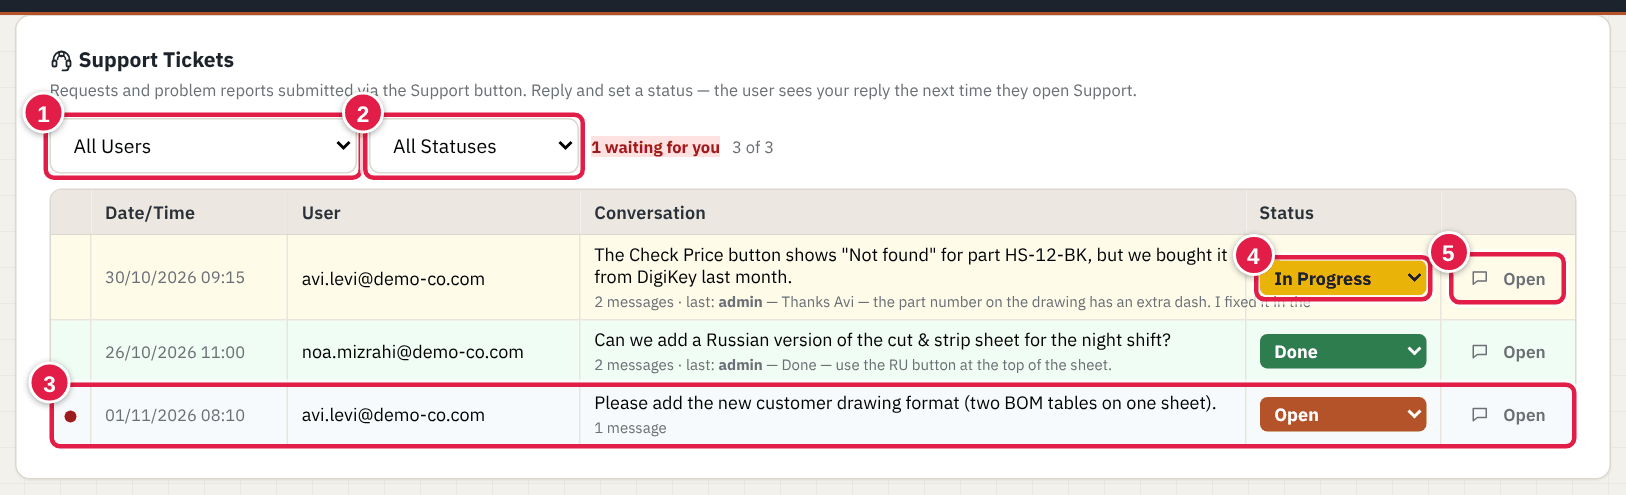 Support Tickets
Requests and problem reports submitted via the Support button. Reply and set a status — the user sees your reply the next time they open Support.
1 2
All Users All Statuses 1 waiting for you 3 of 3
Date/Time User Conversation Status
The Check Price button shows "Not found" for part HS-12-BK, but we bought it 4 5
30/10/2026 09:15 avi.levi@demo-co.com from DigiKey last month. In Progress Open
2 messages · last: admin — Thanks Avi — the part number on the drawing has an extra dash. I fixed it in the
Can we add a Russian version of the cut & strip sheet for the night shift?
26/10/2026 11:00 noa.mizrahi@demo-co.com Done Open
2 messages · last: admin — Done — use the RU button at the top of the sheet.
3
Please add the new customer drawing format (two BOM tables on one sheet).
01/11/2026 08:10 avi.levi@demo-co.com Open Open
1 message